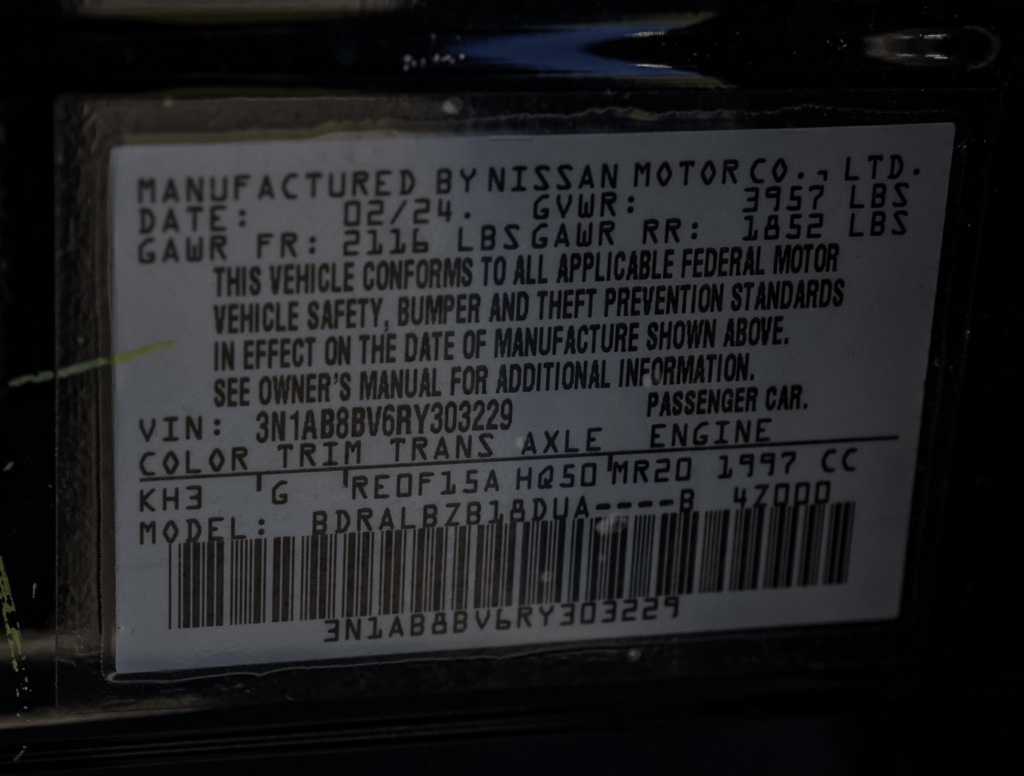 MANUFACTURED BY NISSAN MOTOR CO., LTD.
DATE: 02/24. GVWR: 3957 LBS
GAWR FR: 2116 LBS GAWR RR: 1852 LBS
THIS VEHICLE CONFORMS TO ALL APPLICABLE FEDERAL MOTOR
VEHICLE SAFETY, BUMPER AND THEFT PREVENTION STANDARDS
IN EFFECT ON THE DATE OF MANUFACTURE SHOWN ABOVE.
SEE OWNER'S MANUAL FOR ADDITIONAL INFORMATION.
VIN: 3N1AB8BV6RY303229 PASSENGER CAR.
COLOR TRIM TRANS AXLE ENGINE
KH3 G RE0F15A HQ50 MR20 1997 CC
MODEL: BDRALBZB18DUA----B 4Z000
3N1AB8BV6RY303229